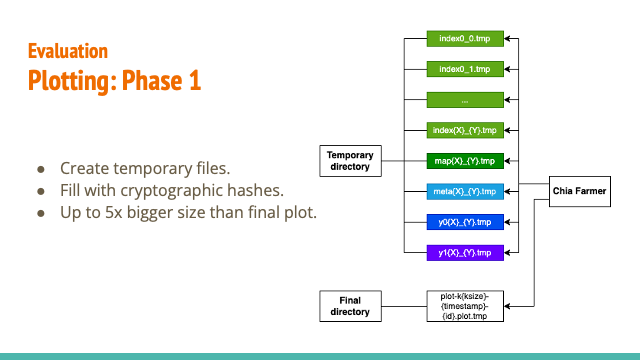 Evaluation
Plotting: Phase 1
● Create temporary files.
● Fill with cryptographic hashes.
● Up to 5x bigger size than final plot.
index0_0.tmp
index0_1.tmp
...
index{X}_{Y}.tmp
Temporary
directory
map{X}_{Y}.tmp
meta{X}_{Y}.tmp
Chia Farmer
y0{X}_{Y}.tmp
y1{X}_{Y}.tmp
Final
directory
plot-k{ksize}-
{timestamp}-
{id}.plot.tmp